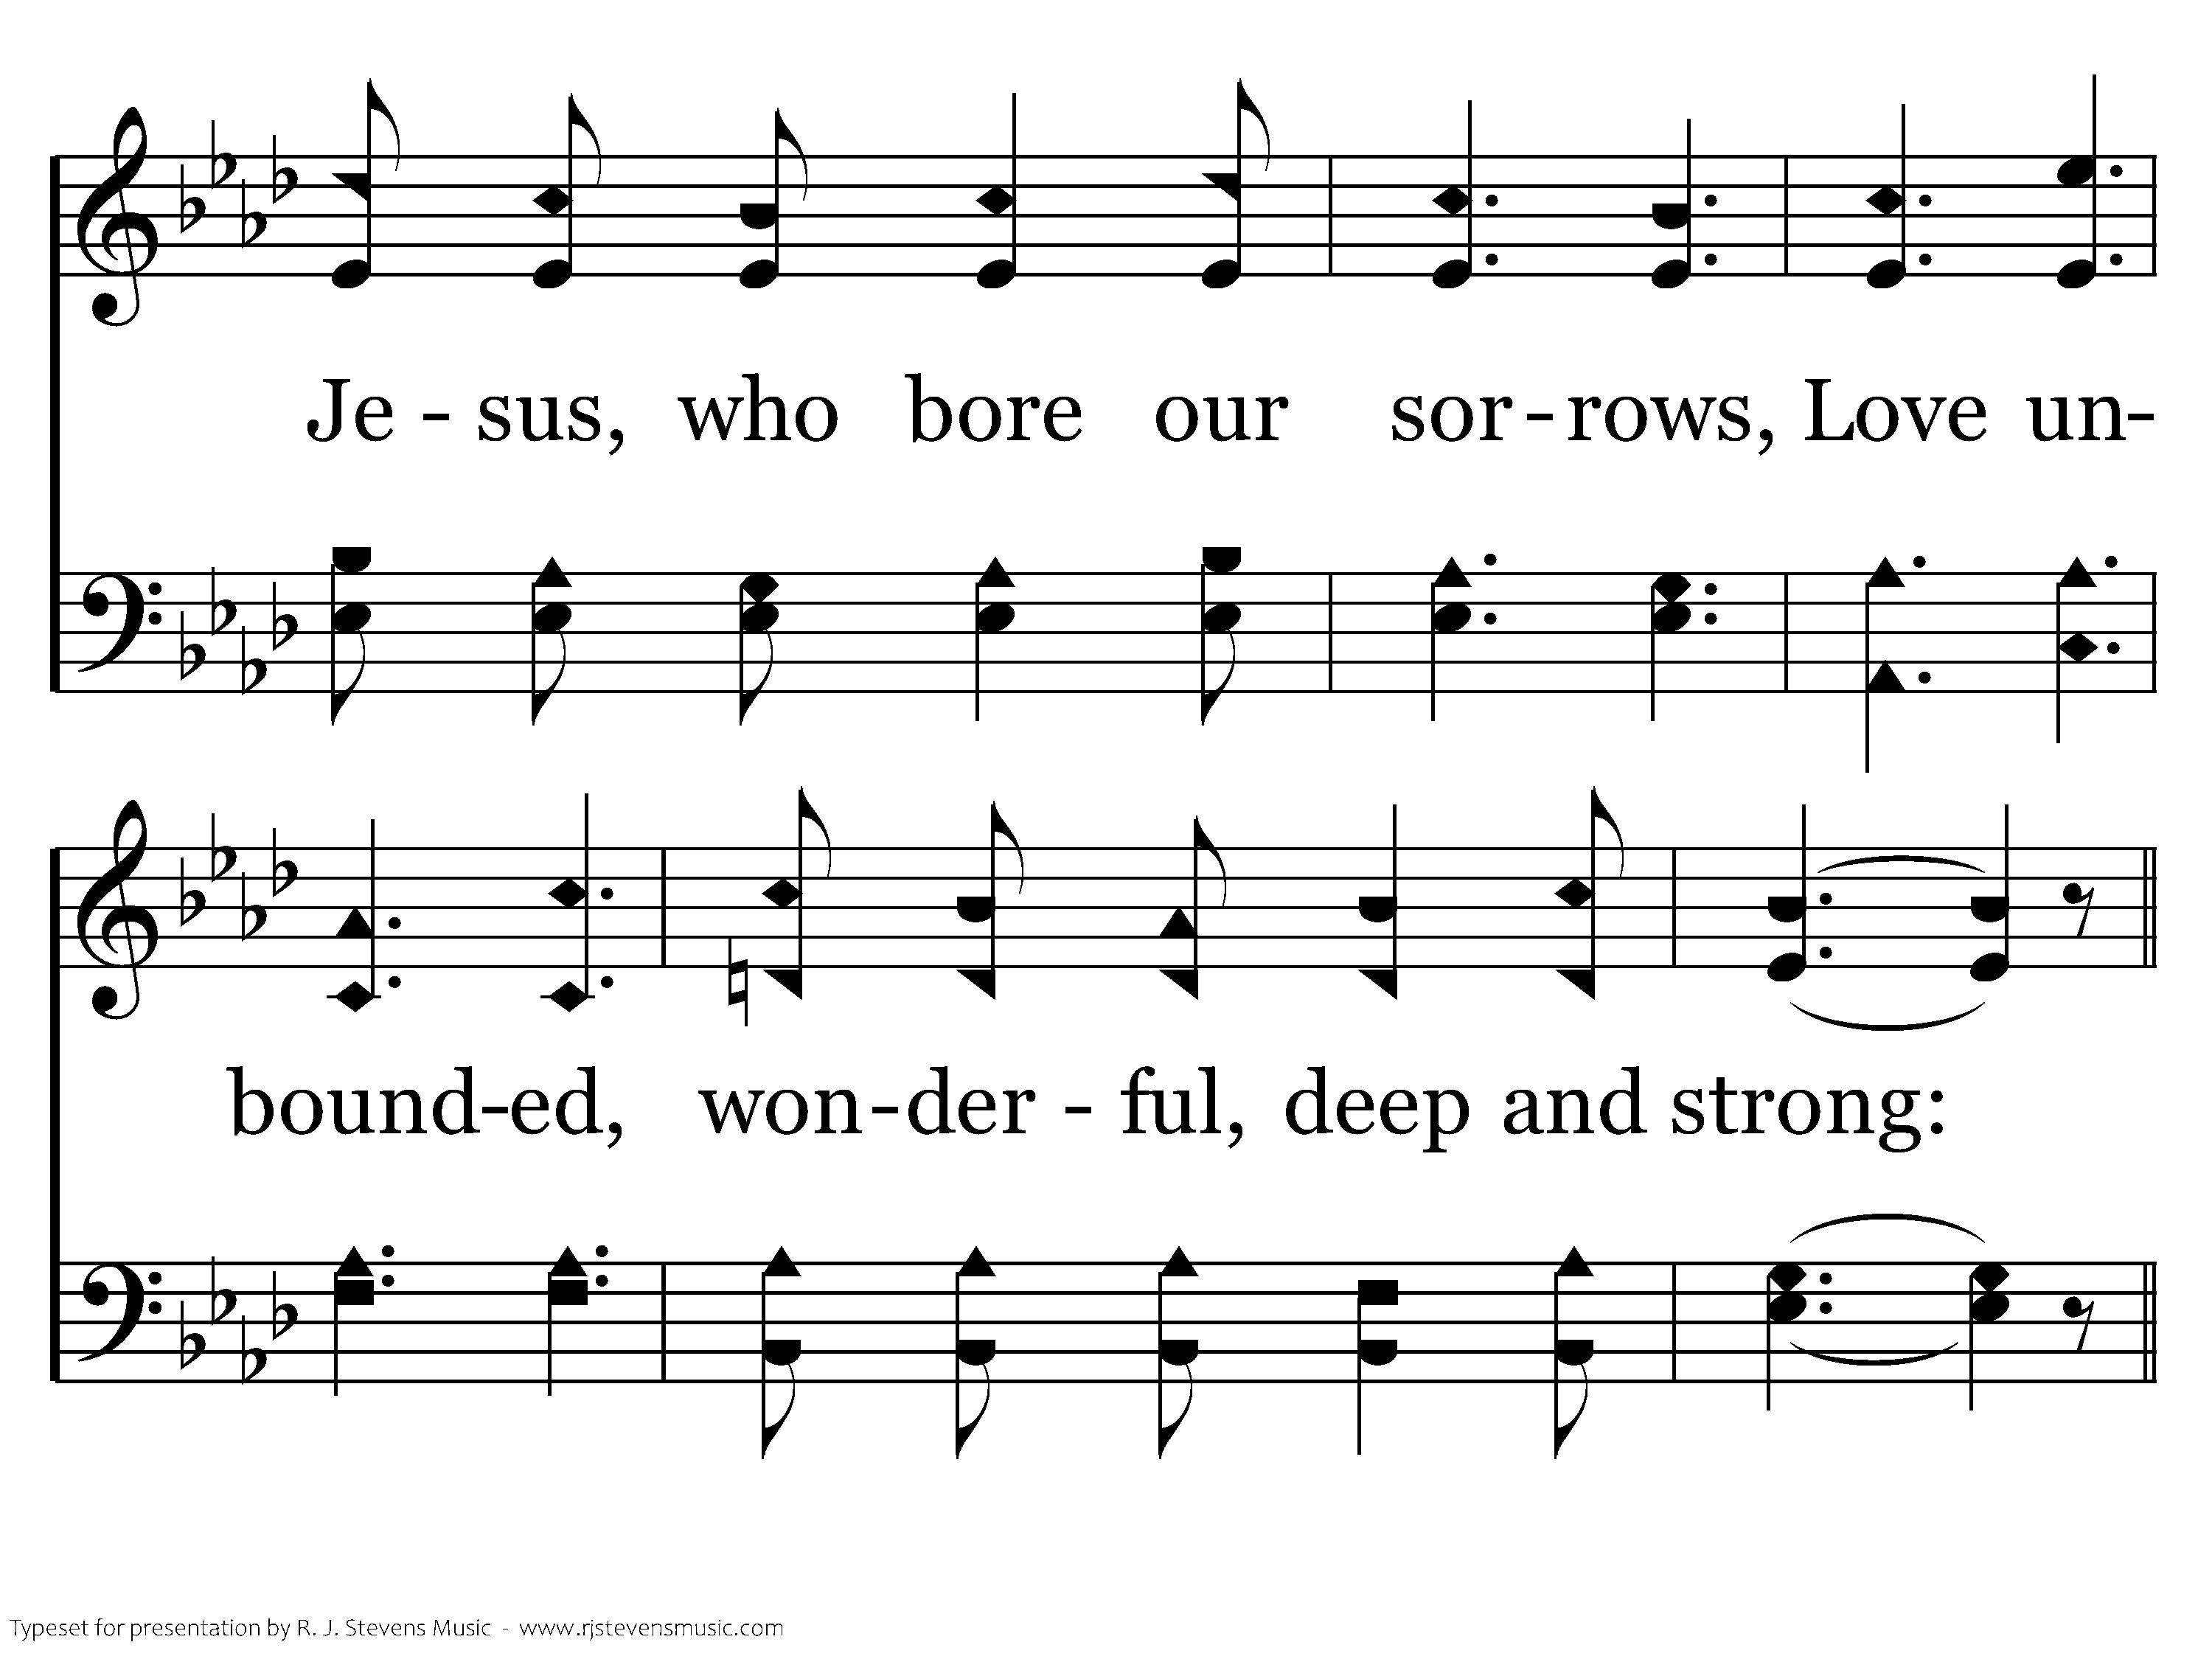 Je - sus, who bore our sor - rows, Love un-
bound-ed, won - der - ful, deep and strong:
Typeset for presentation by R. J. Stevens Music - www.rjstevensmusic.com